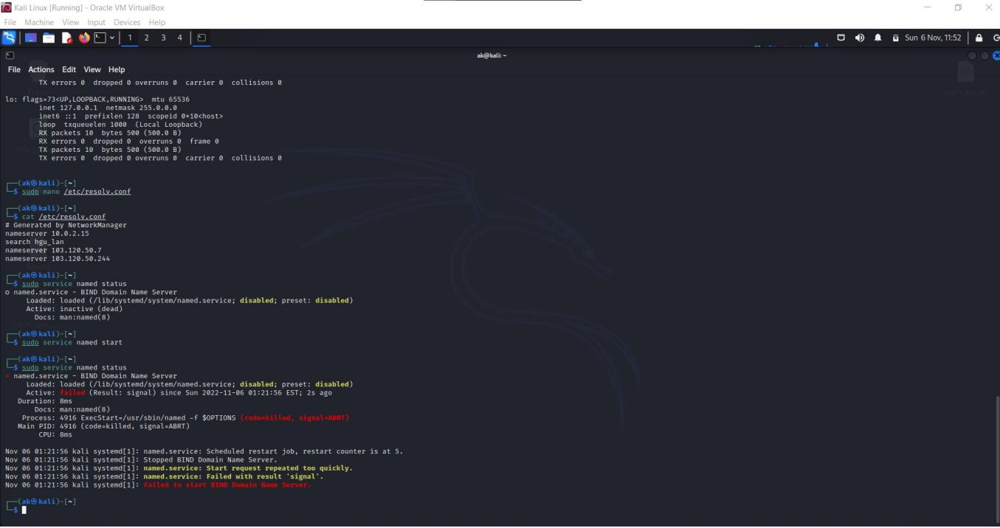 Kali Linux [Running] - Oracle VM VirtualBox
File Machine View Input Devices Help
1 2 3 4
Sun 6 Nov, 11:52
ak@kali: ~
File Actions Edit View Help
TX errors 0 dropped 0 overruns 0 carrier 0 collisions 0
lo: flags=73<UP,LOOPBACK,RUNNING> mtu 65536
inet 127.0.0.1 netmask 255.0.0.0
inet6 ::1 prefixlen 128 scopeid 0×10<host>
loop txqueuelen 1000 (Local Loopback)
RX packets 10 bytes 500 (500.0 B)
RX errors 0 dropped 0 overruns 0 frame 0
TX packets 10 bytes 500 (500.0 B)
TX errors 0 dropped 0 overruns 0 carrier 0 collisions 0
┌──(ak㉿kali)-[~]
└─$ sudo nano /etc/resolv.conf
┌──(ak㉿kali)-[~]
└─$ cat /etc/resolv.conf
# Generated by NetworkManager
nameserver 10.0.2.15
search hgu_lan
nameserver 103.120.50.7
nameserver 103.120.50.244
┌──(ak㉿kali)-[~]
└─$ sudo service named status
○ named.service - BIND Domain Name Server
Loaded: loaded (/lib/systemd/system/named.service; disabled; preset: disabled)
Active: inactive (dead)
Docs: man:named(8)
┌──(ak㉿kali)-[~]
└─$ sudo service named start
┌──(ak㉿kali)-[~]
└─$ sudo service named status
× named.service - BIND Domain Name Server
Loaded: loaded (/lib/systemd/system/named.service; disabled; preset: disabled)
Active: failed (Result: signal) since Sun 2022-11-06 01:21:56 EST; 2s ago
Duration: 8ms
Docs: man:named(8)
Process: 4916 ExecStart=/usr/sbin/named -f $OPTIONS (code=killed, signal=ABRT)
Main PID: 4916 (code=killed, signal=ABRT)
CPU: 8ms
Nov 06 01:21:56 kali systemd[1]: named.service: Scheduled restart job, restart counter is at 5.
Nov 06 01:21:56 kali systemd[1]: Stopped BIND Domain Name Server.
Nov 06 01:21:56 kali systemd[1]: named.service: Start request repeated too quickly.
Nov 06 01:21:56 kali systemd[1]: named.service: Failed with result 'signal'.
Nov 06 01:21:56 kali systemd[1]: Failed to start BIND Domain Name Server.
┌──(ak㉿kali)-[~]
└─$